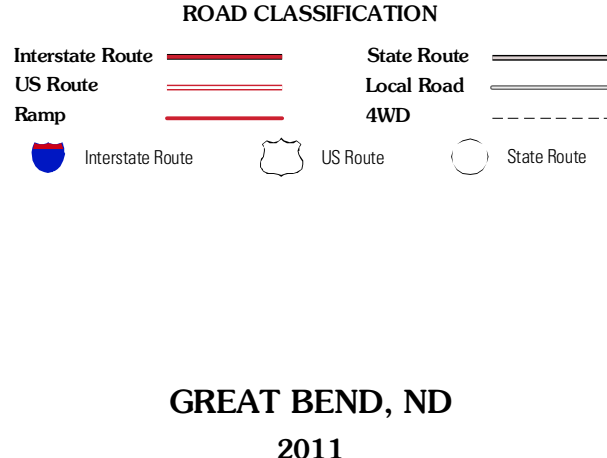 ROAD CLASSIFICATION
Interstate Route State Route
US Route Local Road
Ramp 4WD
Interstate Route US Route State Route
GREAT BEND, ND
2011